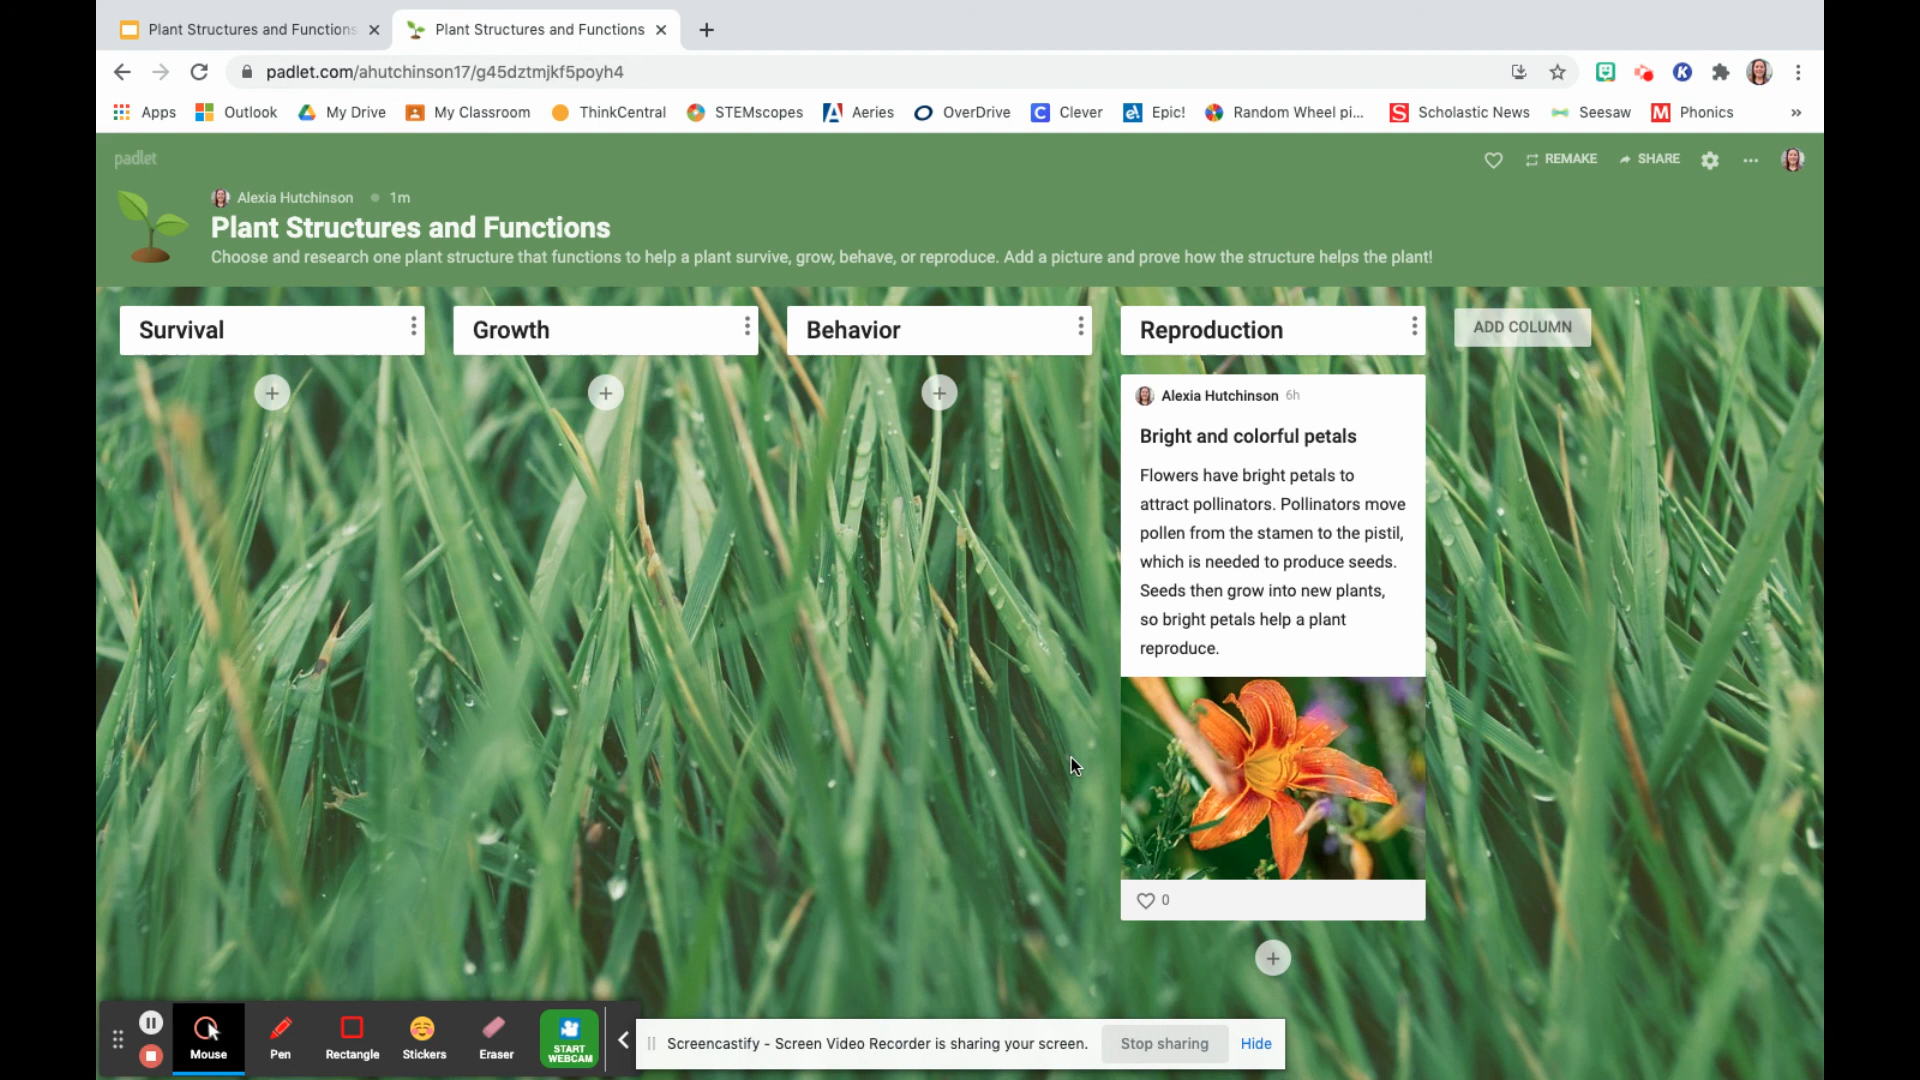 Plant Structures and Functions
Plant Structures and Functions
padlet.com/ahutchinson17/g45dztmjkf5poyh4
K
Apps
Outlook
My Drive
My Classroom
ThinkCentral
STEMscopes
Aeries
OverDrive
C Clever
Epic!
Random Wheel pi...
S Scholastic News
Seesaw
M Phonics
»
padlet
REMAKE
SHARE
Alexia Hutchinson 1m
Plant Structures and Functions
Choose and research one plant structure that functions to help a plant survive, grow, behave, or reproduce. Add a picture and prove how the structure helps the plant!
Survival
Growth
Behavior
Reproduction
ADD COLUMN
Alexia Hutchinson 6h
Bright and colorful petals
Flowers have bright petals to
attract pollinators. Pollinators move
pollen from the stamen to the pistil,
which is needed to produce seeds.
Seeds then grow into new plants,
so bright petals help a plant
reproduce.
0
Mouse
Pen
Rectangle
Stickers
Eraser
START
WEBCAM
Screencastify - Screen Video Recorder is sharing your screen.
Stop sharing
Hide